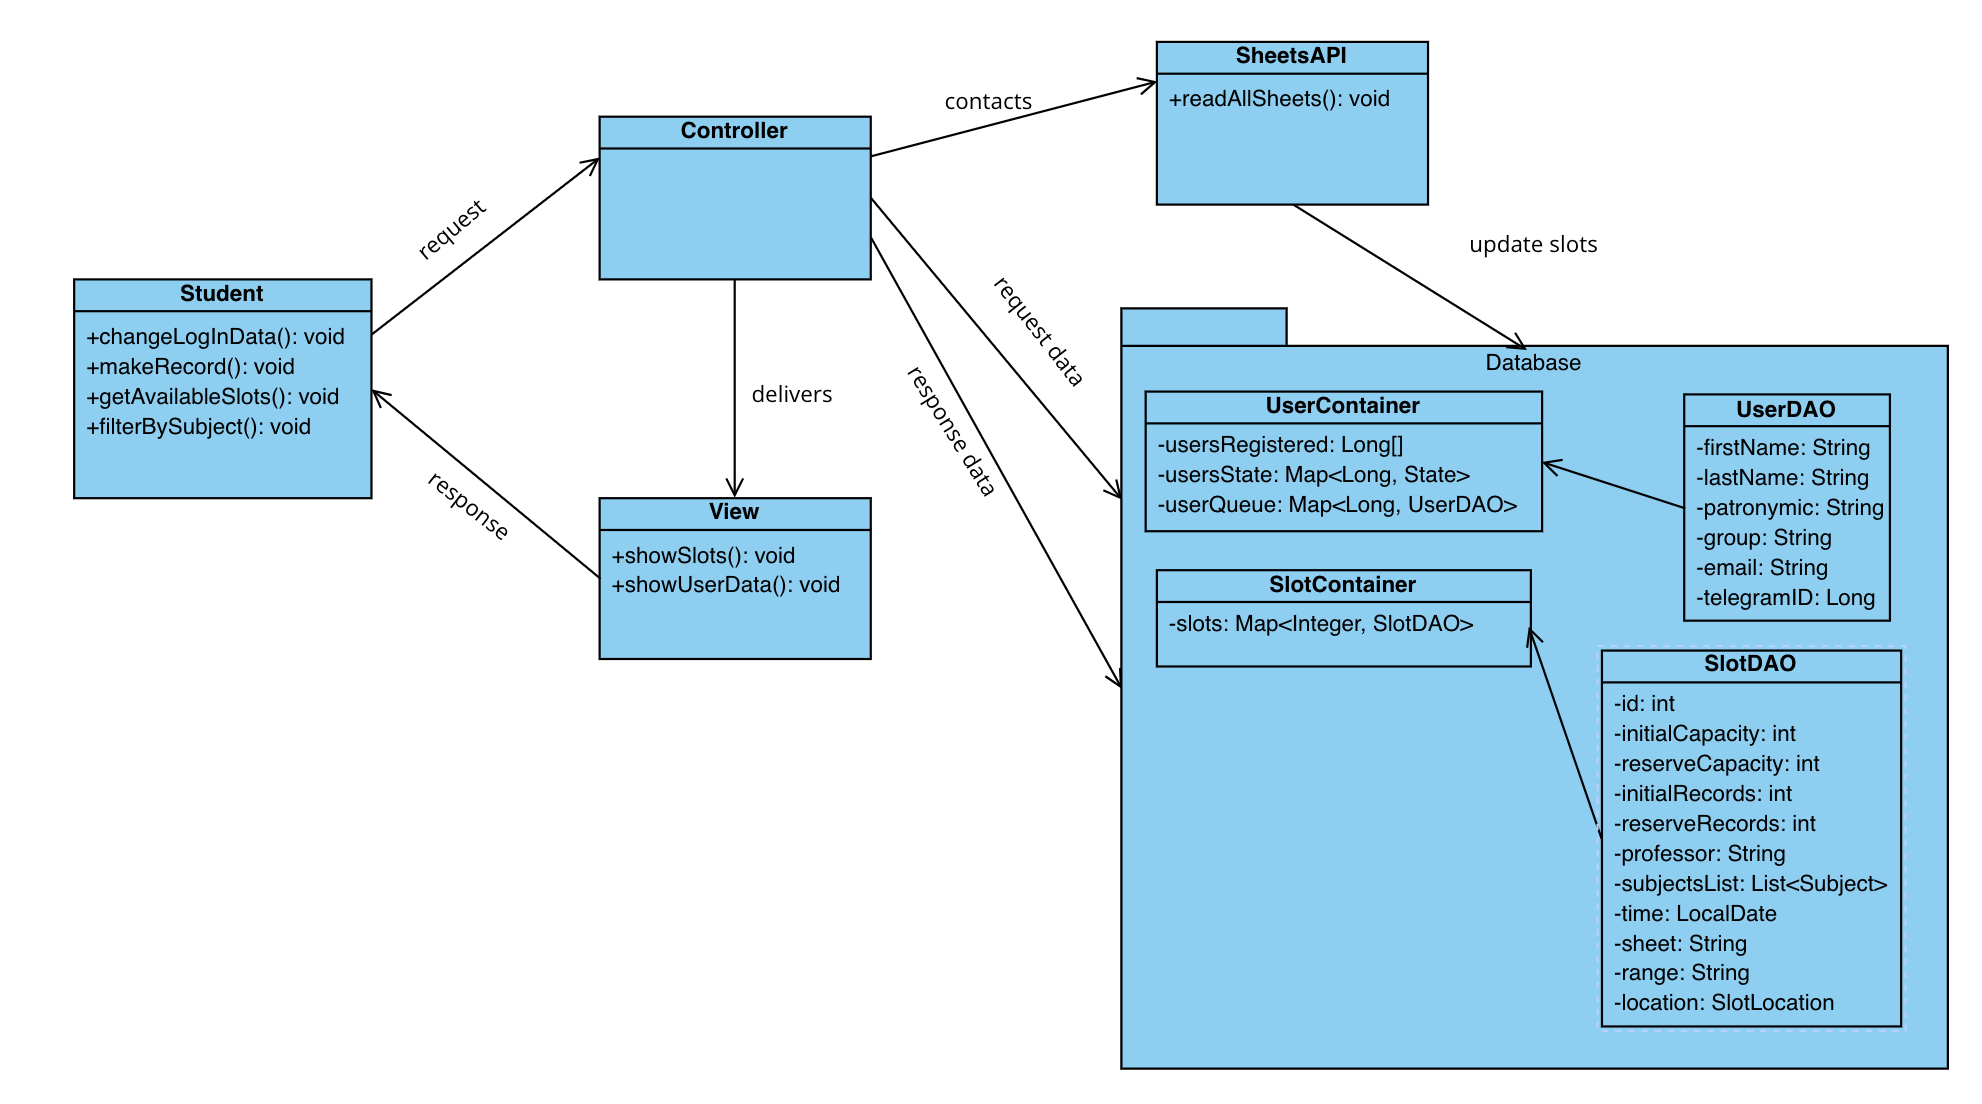 SheetsAPI
+readAllSheets(): void
contacts
Controller
request
update slots
Student
+changeLogInData(): void
+makeRecord(): void
+getAvailableSlots(): void
+filterBySubject(): void
request data
response data
delivers
response
View
+showSlots(): void
+showUserData(): void
Database
UserContainer
-usersRegistered: Long[]
-usersState: Map<Long, State>
-userQueue: Map<Long, UserDAO>
UserDAO
-firstName: String
-lastName: String
-patronymic: String
-group: String
-email: String
-telegramID: Long
SlotContainer
-slots: Map<Integer, SlotDAO>
SlotDAO
-id: int
-initialCapacity: int
-reserveCapacity: int
-initialRecords: int
-reserveRecords: int
-professor: String
-subjectsList: List<Subject>
-time: LocalDate
-sheet: String
-range: String
-location: SlotLocation